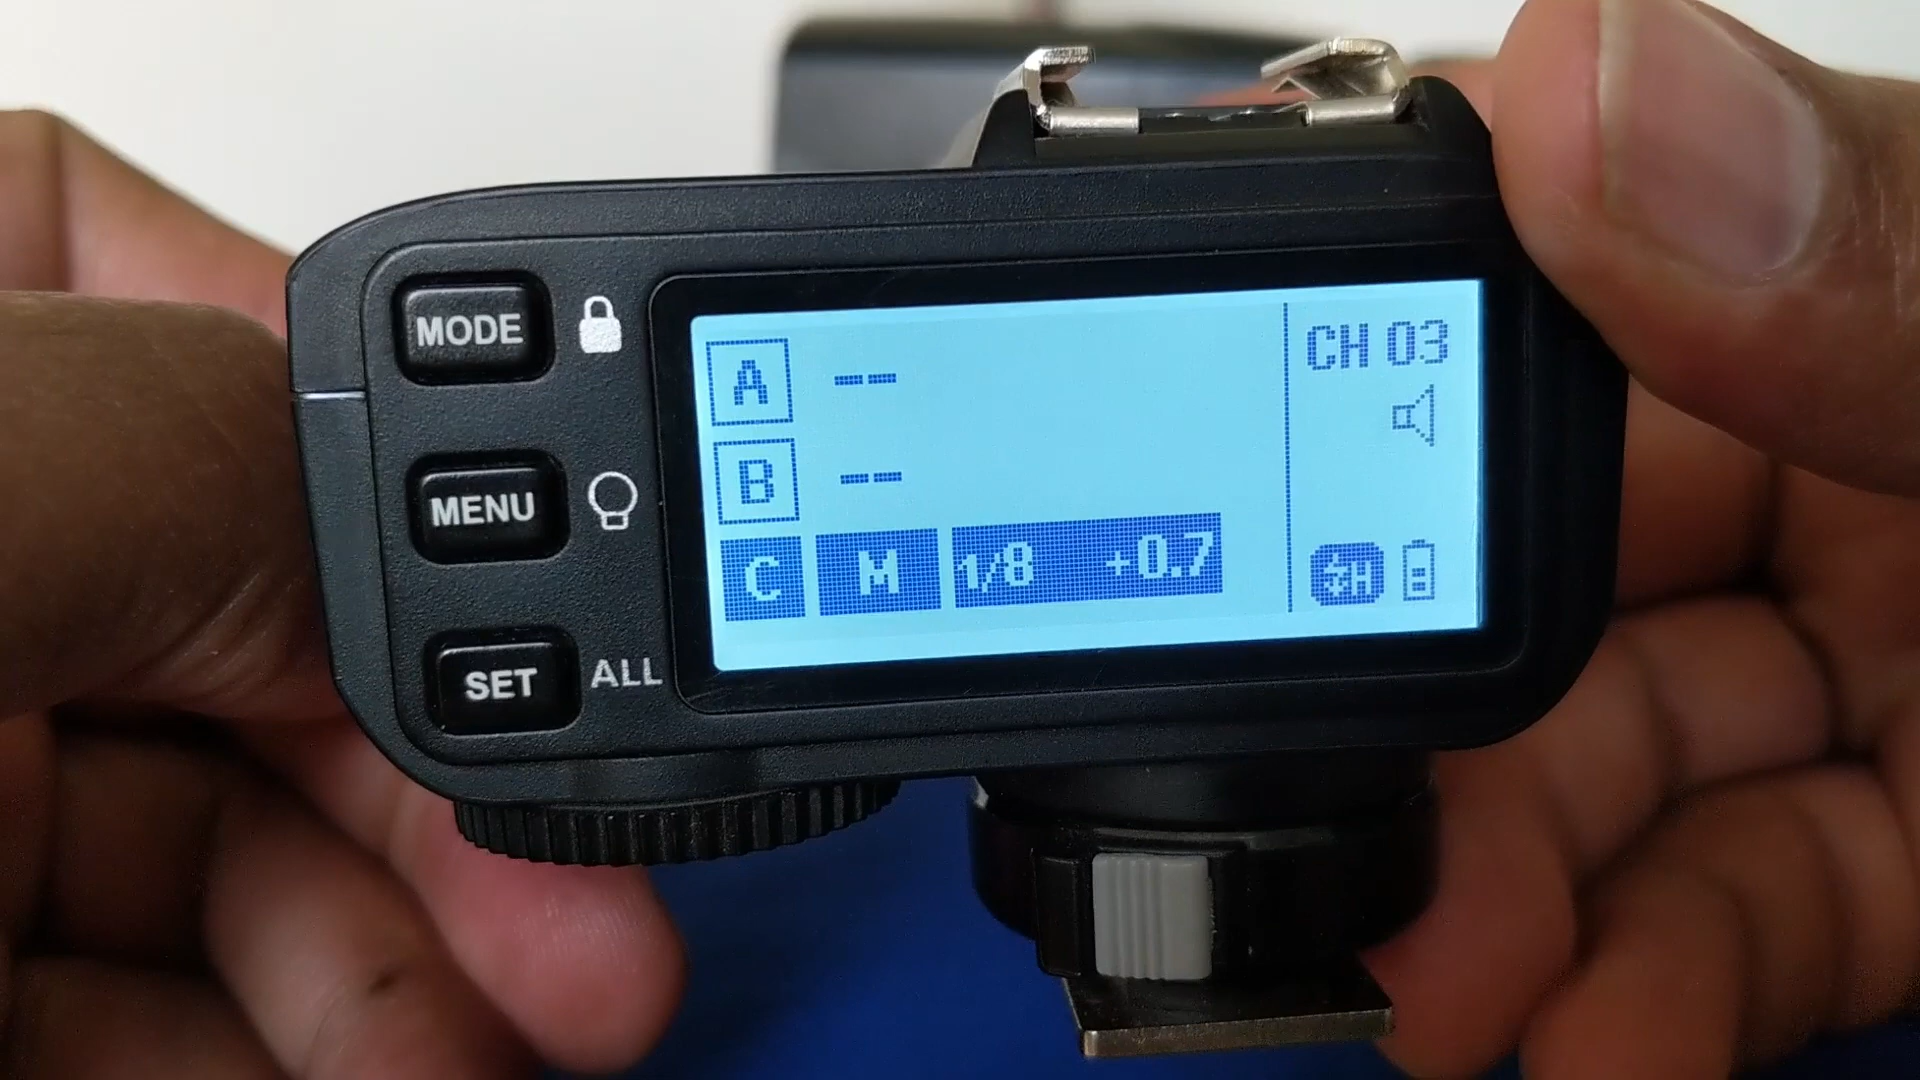 MODE
MENU
SET ALL
A --
B --
C M 1/8 +0.7
CH 03
H